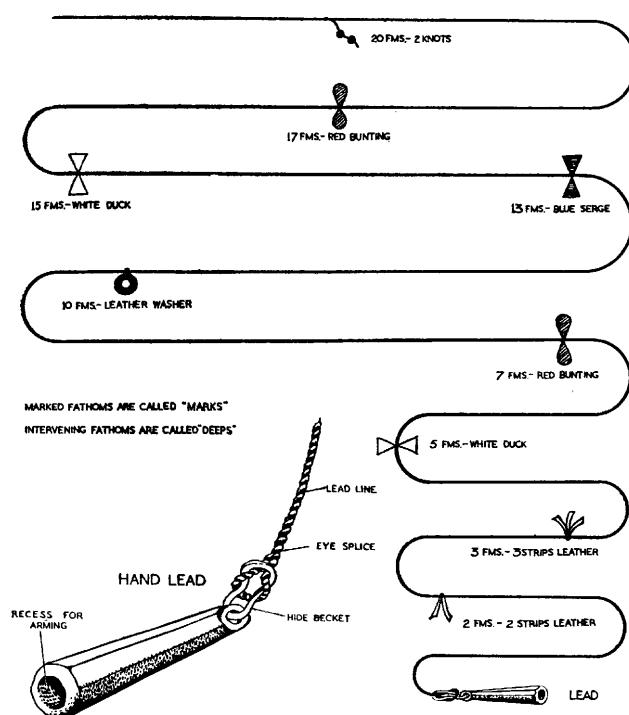 20 FMS.- 2 KNOTS
17 FMS.- RED BUNTING
15 FMS.- WHITE DUCK
13 FMS.- BLUE SERGE
10 FMS.- LEATHER WASHER
7 FMS.- RED BUNTING
MARKED FATHOMS ARE CALLED "MARKS"
INTERVENING FATHOMS ARE CALLED "DEEPS"
5 FMS.- WHITE DUCK
LEAD LINE
EYE SPLICE
3 FMS. - 3 STRIPS LEATHER
HAND LEAD
HIDE BECKET
RECESS FOR
ARMING
2 FMS. - 2 STRIPS LEATHER
LEAD